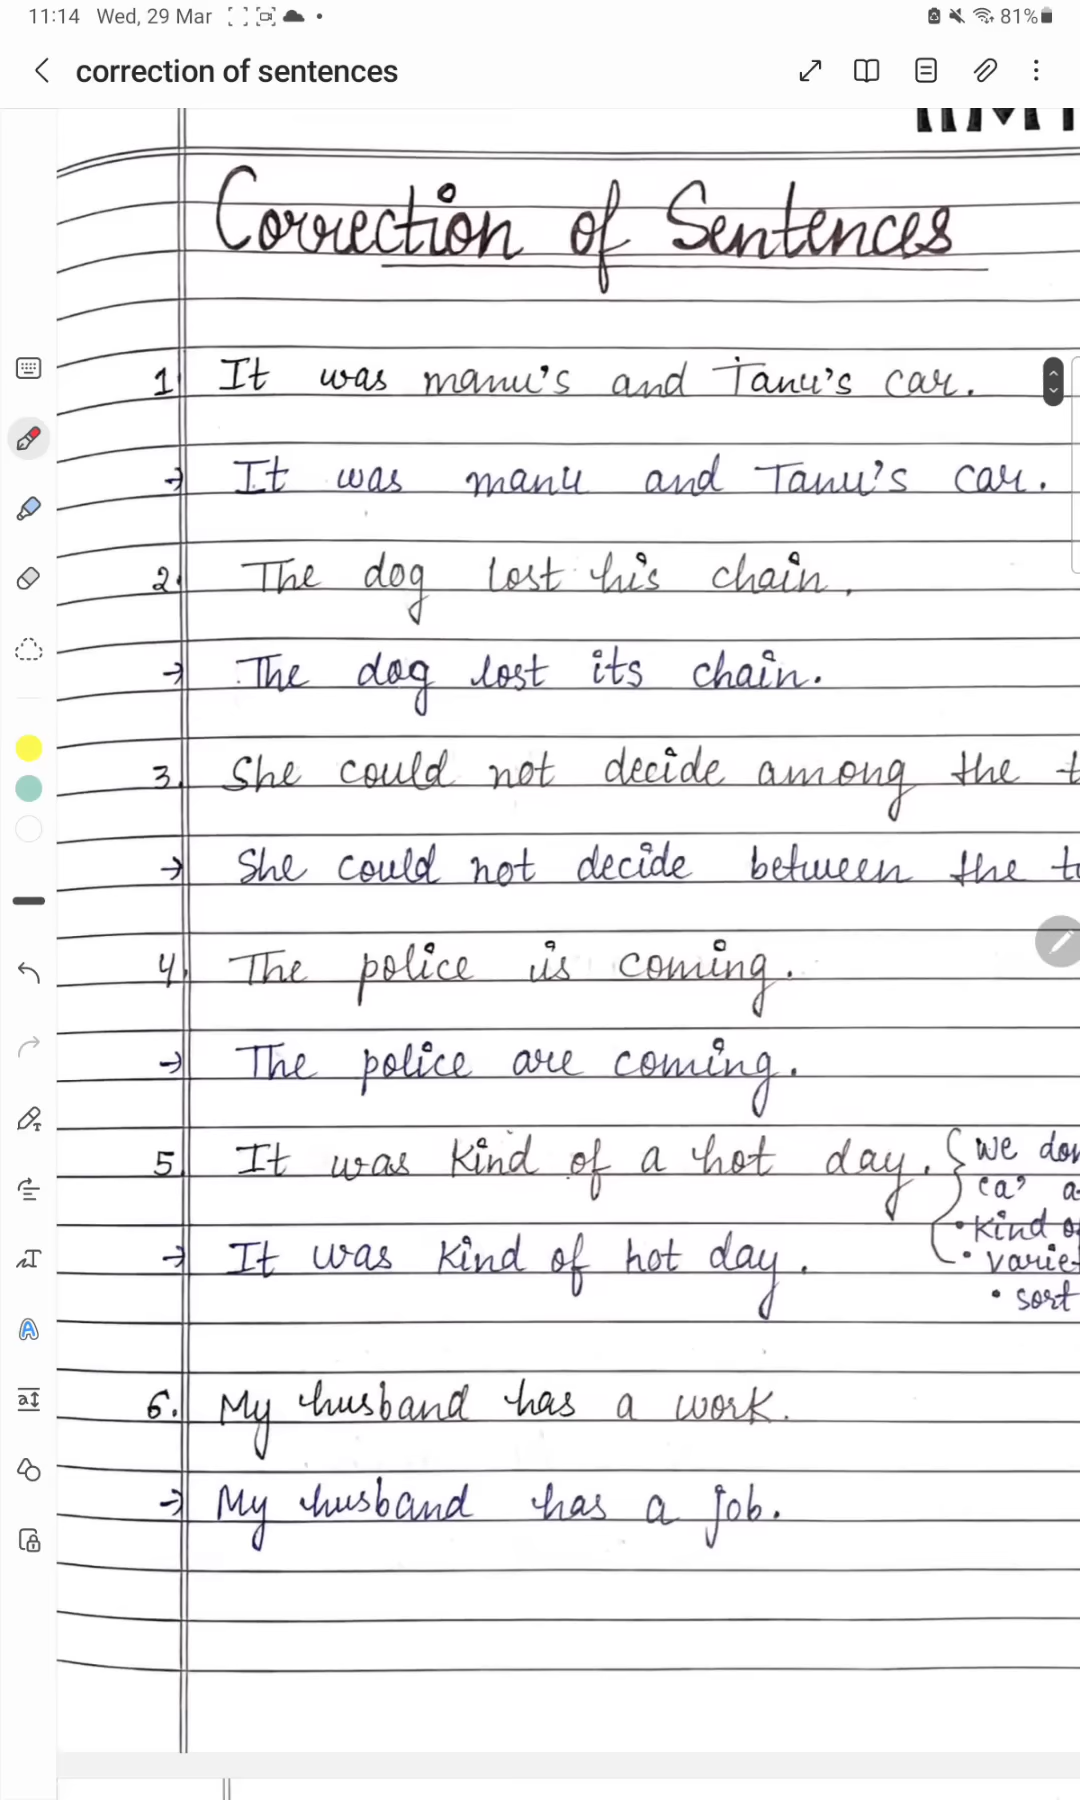 11:14 Wed, 29 Mar
81%
correction of sentences
Correction of Sentences
1. It was manu's and Tanu's car.
→ It was manu and Tanu's car.
2. The dog lost his chain.
→ The dog lost its chain.
3. She could not decide among the
→ She could not decide between the
4. The police is coming.
→ The police are coming.
5. It was kind of a hot day. { we
'a'
• kind of
→ It was kind of hot day.
• sort
6. My husband has a work.
→ My husband has a job.